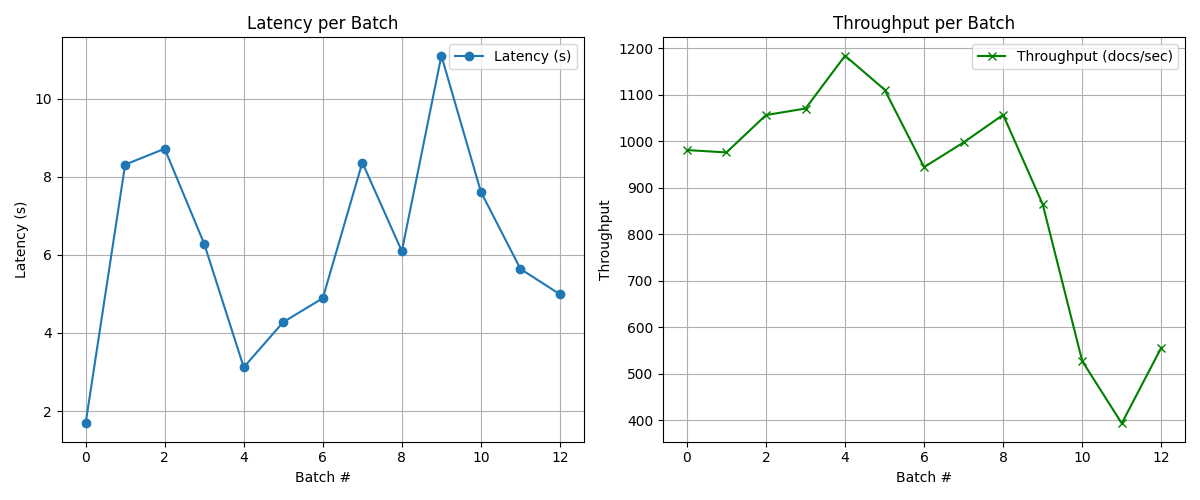 Latency per Batch
Latency (s)
10
8
6
4
2
Latency (s)
0 2 4 6 8 10 12
Batch #
Throughput per Batch
Throughput (docs/sec)
1200
1100
1000
900
800
700
600
500
400
Throughput
0 2 4 6 8 10 12
Batch #